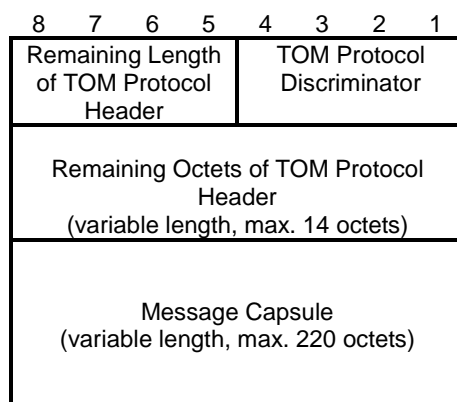 8 7 6 5 4 3 2 1
Remaining Length TOM Protocol
of TOM Protocol Discriminator
Header
Remaining Octets of TOM Protocol
Header
(variable length, max. 14 octets)
Message Capsule
(variable length, max. 220 octets)